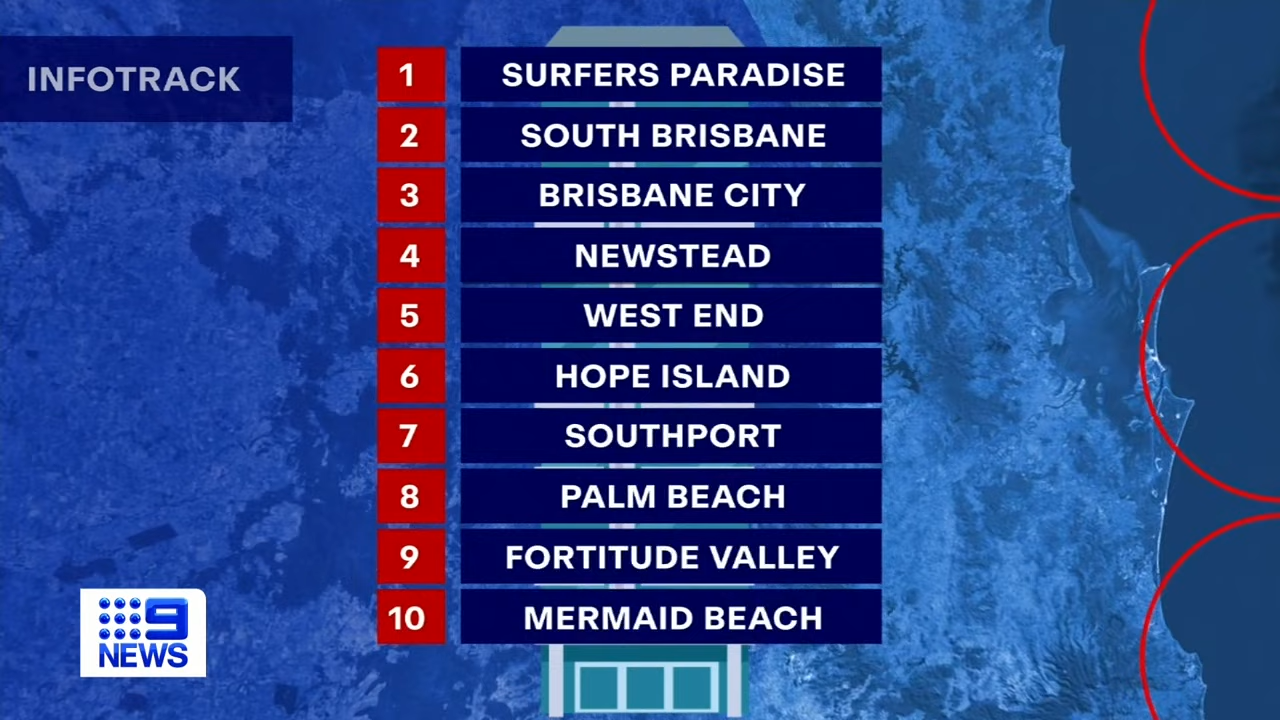 INFOTRACK
1 SURFERS PARADISE
2 SOUTH BRISBANE
3 BRISBANE CITY
4 NEWSTEAD
5 WEST END
6 HOPE ISLAND
7 SOUTHPORT
8 PALM BEACH
9 FORTITUDE VALLEY
10 MERMAID BEACH
9
NEWS